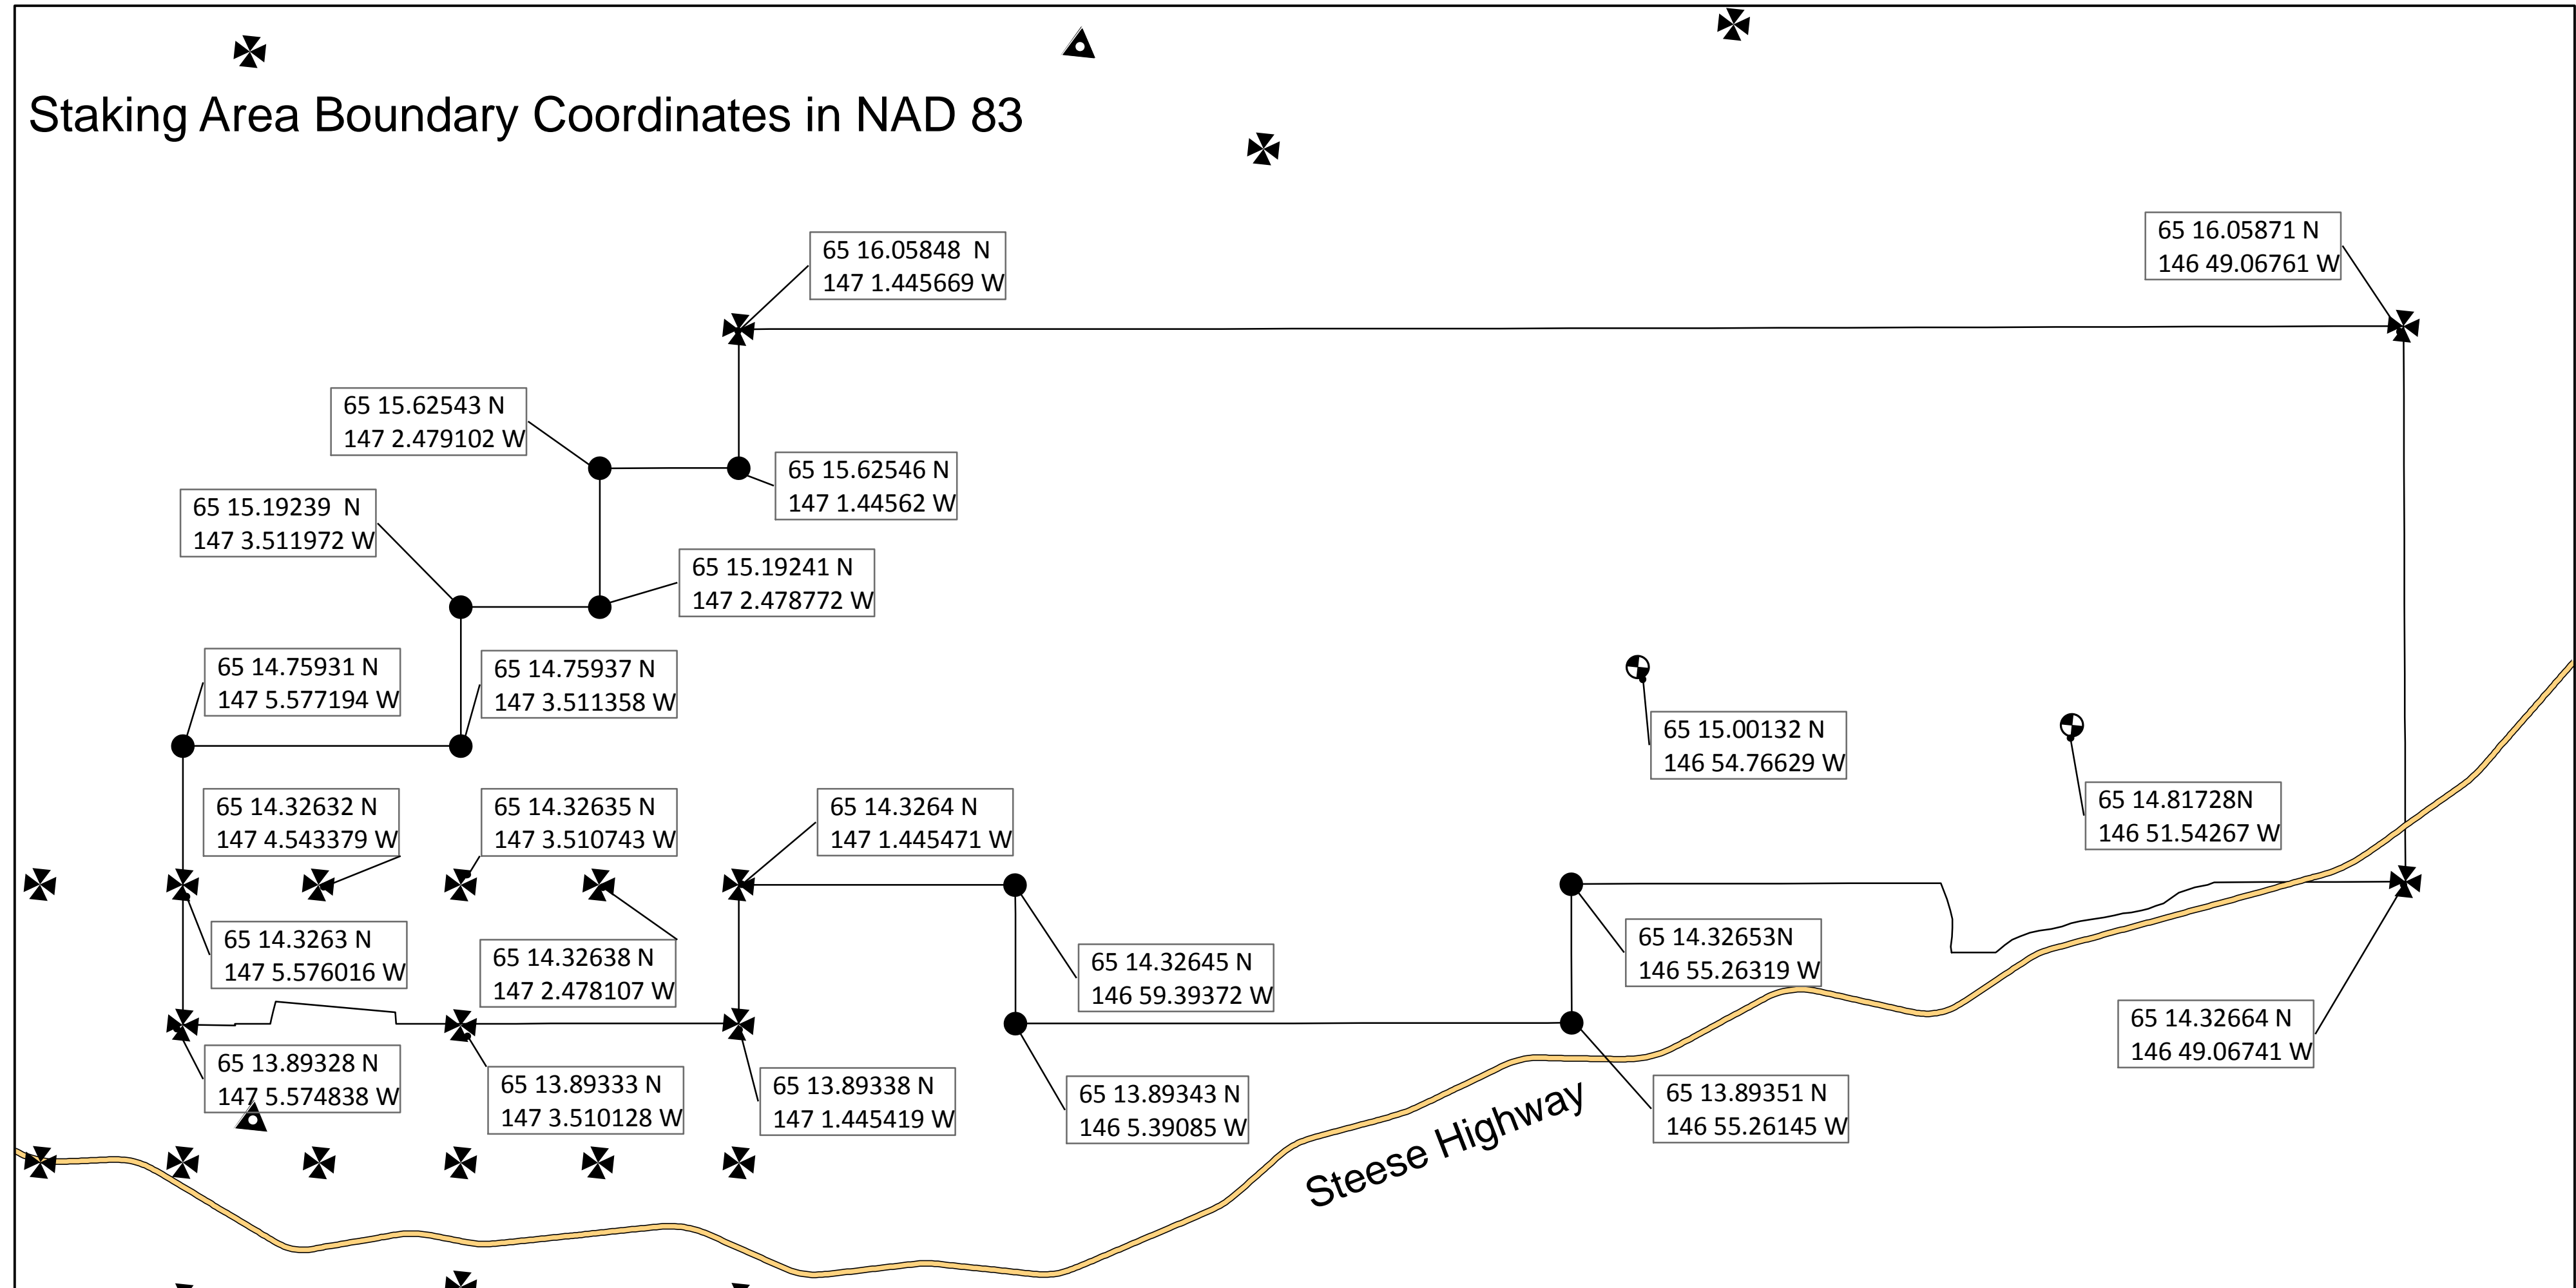 Staking Area Boundary Coordinates in NAD 83
65 16.05848 N
147 1.445669 W
65 16.05871 N
146 49.06761 W
65 15.62543 N
147 2.479102 W
65 15.62546 N
147 1.44562 W
65 15.19239 N
147 3.511972 W
65 15.19241 N
147 2.478772 W
65 14.75931 N
147 5.577194 W
65 14.75937 N
147 3.511358 W
65 15.00132 N
146 54.76629 W
65 14.81728N
146 51.54267 W
65 14.32632 N
147 4.543379 W
65 14.32635 N
147 3.510743 W
65 14.3264 N
147 1.445471 W
65 14.3263 N
147 5.576016 W
65 14.32638 N
147 2.478107 W
65 14.32645 N
146 59.39372 W
65 14.32653N
146 55.26319 W
65 14.32664 N
146 49.06741 W
65 13.89328 N
147 5.574838 W
65 13.89333 N
147 3.510128 W
65 13.89338 N
147 1.445419 W
65 13.89343 N
146 5.39085 W
65 13.89351 N
146 55.26145 W
Steese Highway